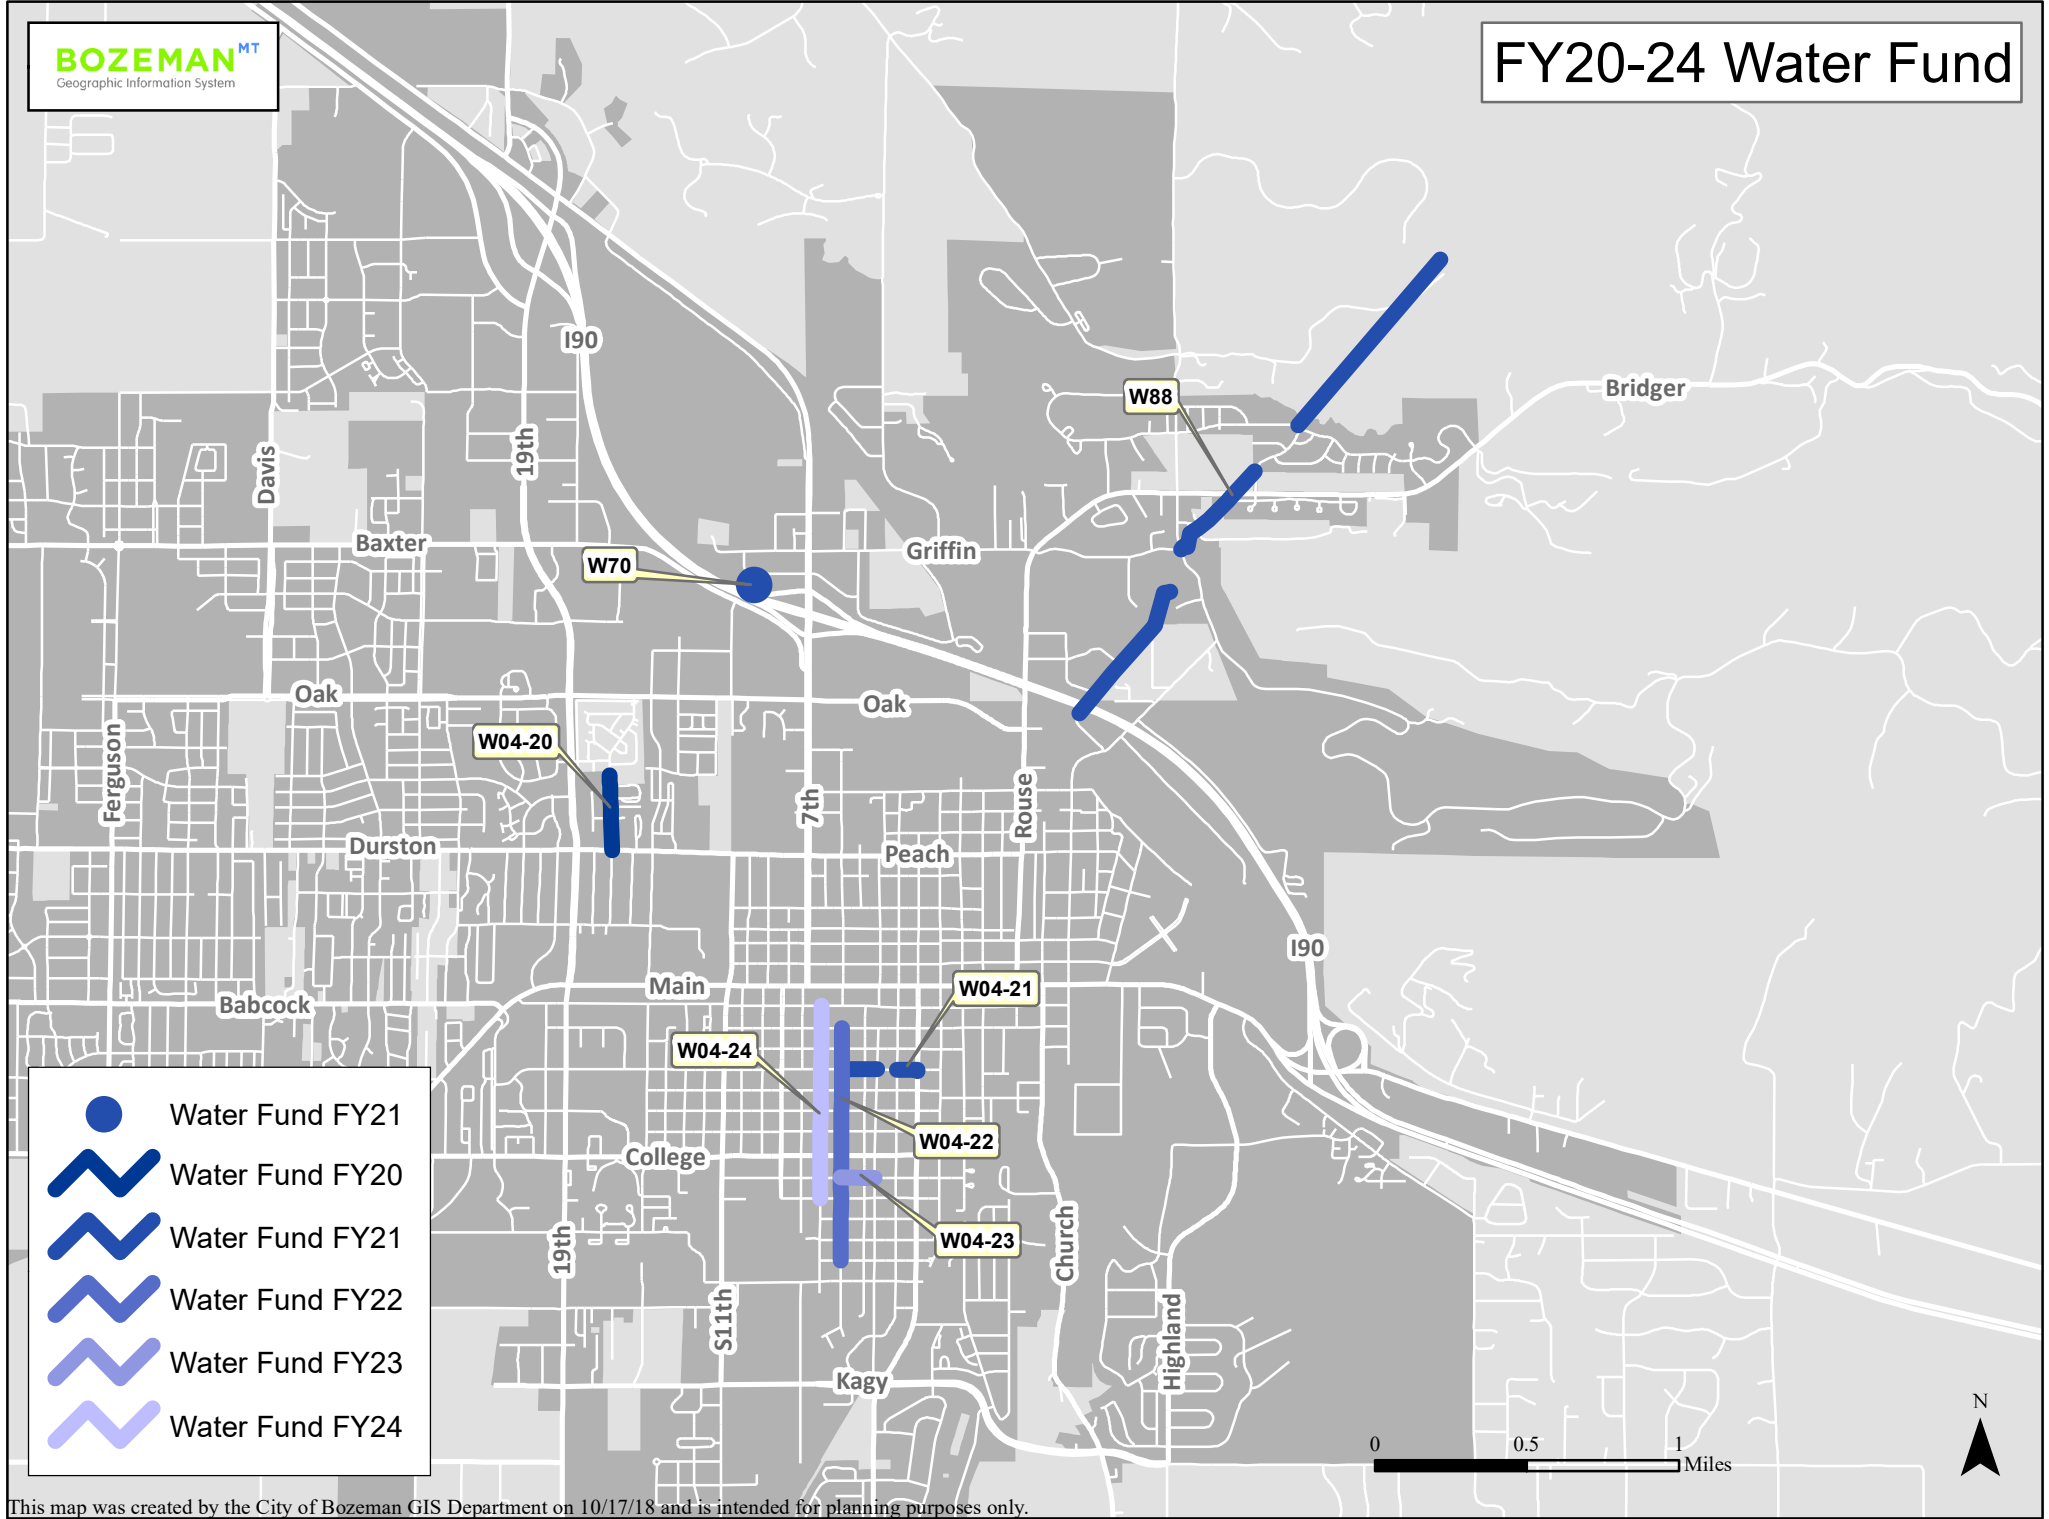 BOZEMAN MT
Geographic Information System
FY20-24 Water Fund
I90
Bridger
W88
Davis
19th
Baxter
Griffin
W70
Oak
Oak
W04-20
Ferguson
7th
Rouse
Durston
Peach
I90
Main
W04-21
Babcock
W04-24
W04-22
College
W04-23
19th
Church
S11th
Highland
Kagy
Water Fund FY21
Water Fund FY20
Water Fund FY21
Water Fund FY22
Water Fund FY23
Water Fund FY24
N
0 0.5 1
Miles
This map was created by the City of Bozeman GIS Department on 10/17/18 and is intended for planning purposes only.